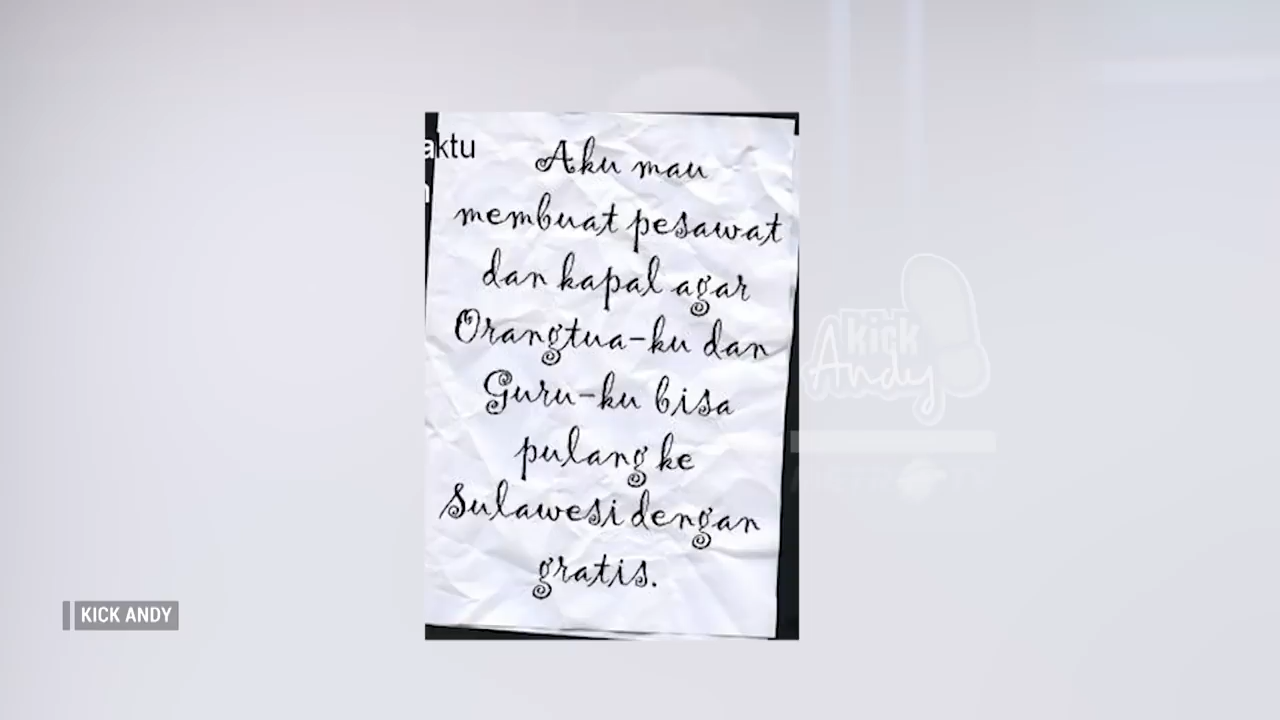 aktu
Aku mau
membuat pesawat
dan kapal agar
Orangtua-ku dan
Guru-ku bisa
pulang ke
Sulawesi dengan
gratis.
kick
Andy
KICK ANDY